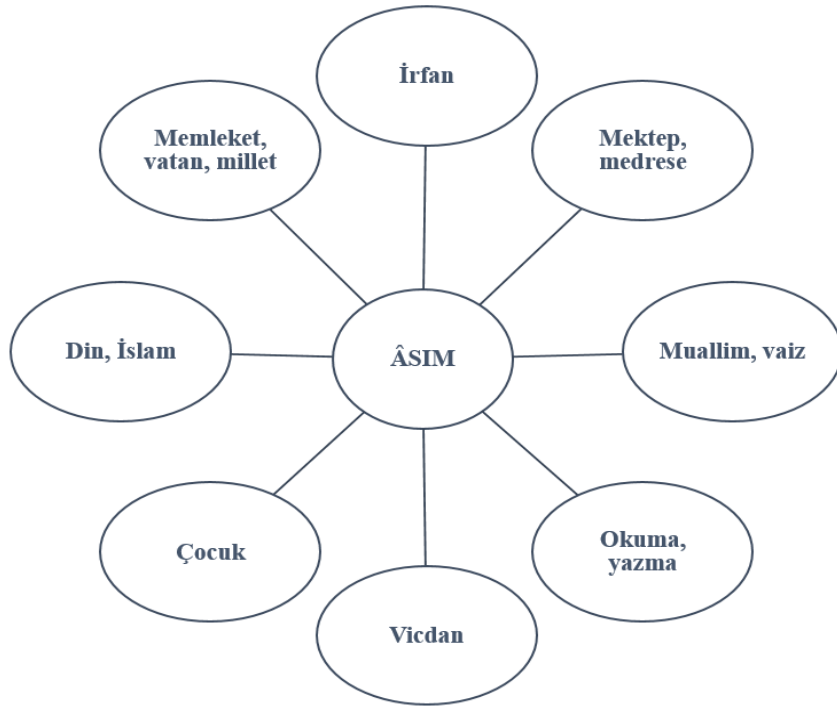 İrfan
Memleket,
vatan, millet
Mektep,
medrese
Din, İslam
ÂSIM
Muallim, vaiz
Çocuk
Okuma,
yazma
Vicdan